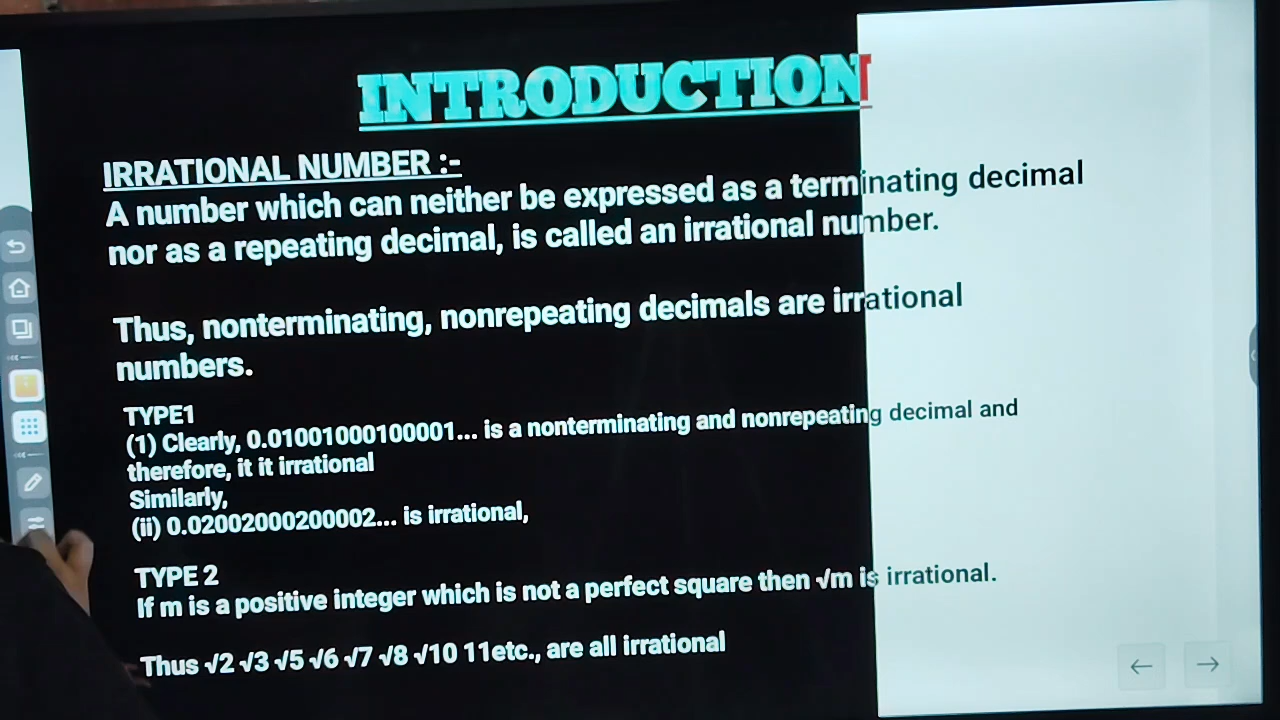 INTRODUCTION
IRRATIONAL NUMBER :-
A number which can neither be expressed as a terminating decimal
nor as a repeating decimal, is called an irrational number.
Thus, nonterminating, nonrepeating decimals are irrational
numbers.
TYPE1
(1) Clearly, 0.01001000100001... is a nonterminating and nonrepeating decimal and
therefore, it it irrational
Similarly,
(ii) 0.02002000200002... is irrational,
TYPE 2
If m is a positive integer which is not a perfect square then √m is irrational.
Thus √2 √3 √5 √6 √7 √8 √10 11etc., are all irrational